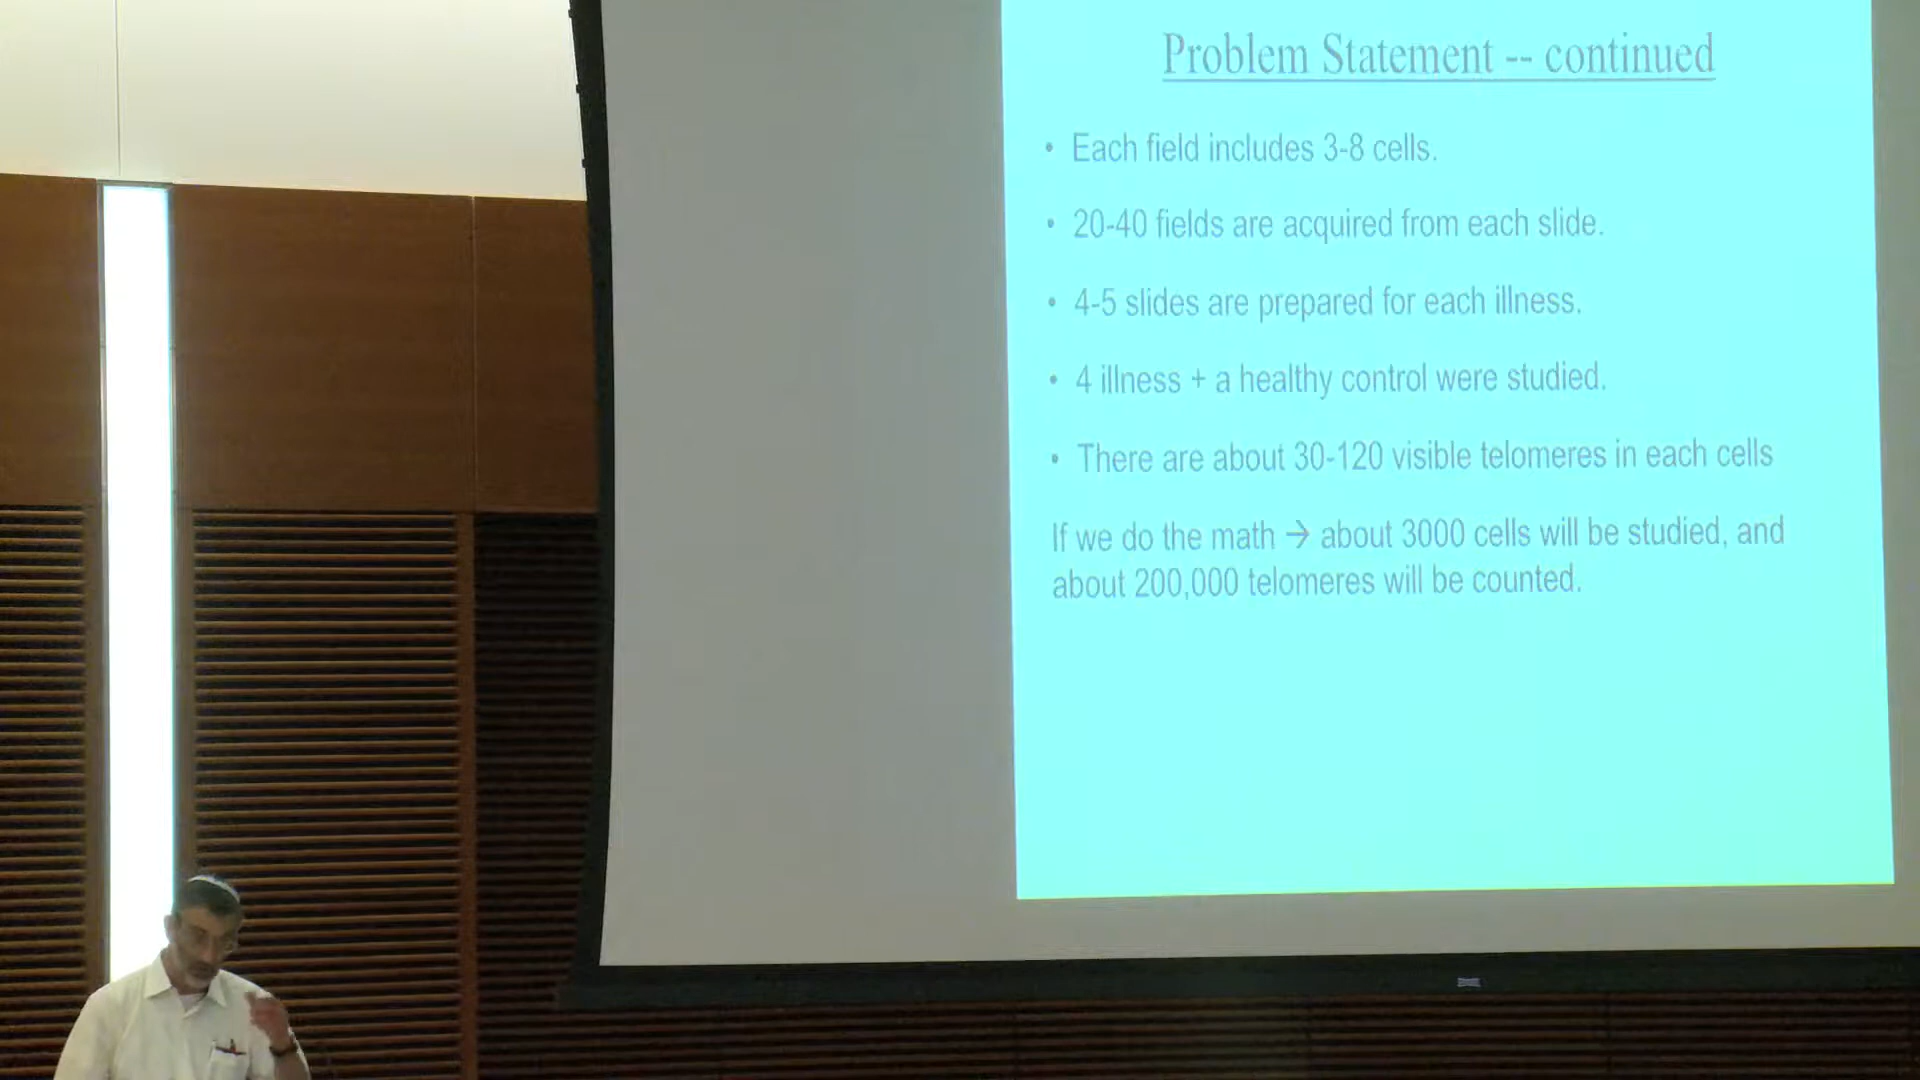 Problem Statement -- continued
• Each field includes 3-8 cells.
• 20-40 fields are acquired from each slide.
• 4-5 slides are prepared for each illness.
• 4 illness + a healthy control were studied.
• There are about 30-120 visible telomeres in each cells
If we do the math → about 3000 cells will be studied, and
about 200,000 telomeres will be counted.